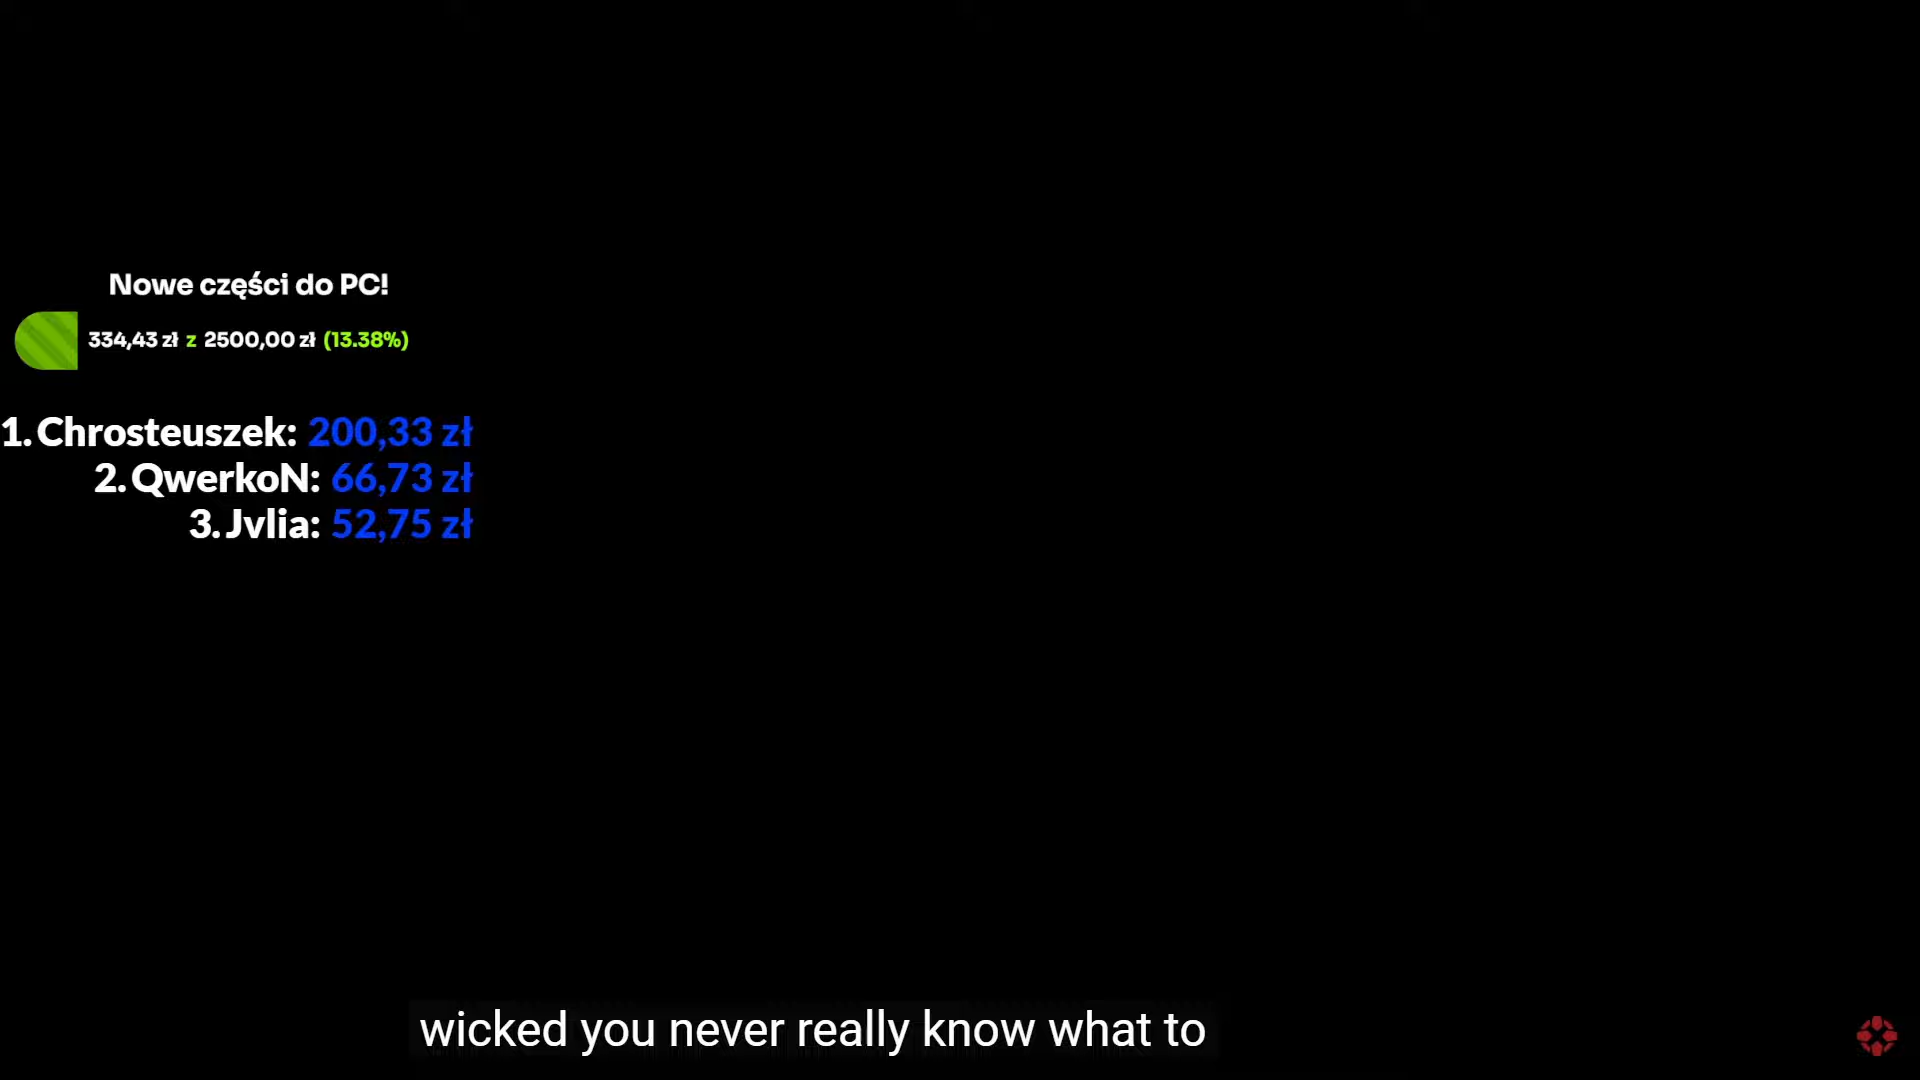 Nowe części do PC!
334,43 zł z 2500,00 zł (13.38%)
1. Chrosteuszek: 200,33 zł
2. QwerkoN: 66,73 zł
3. Jvlia: 52,75 zł
wicked you never really know what to